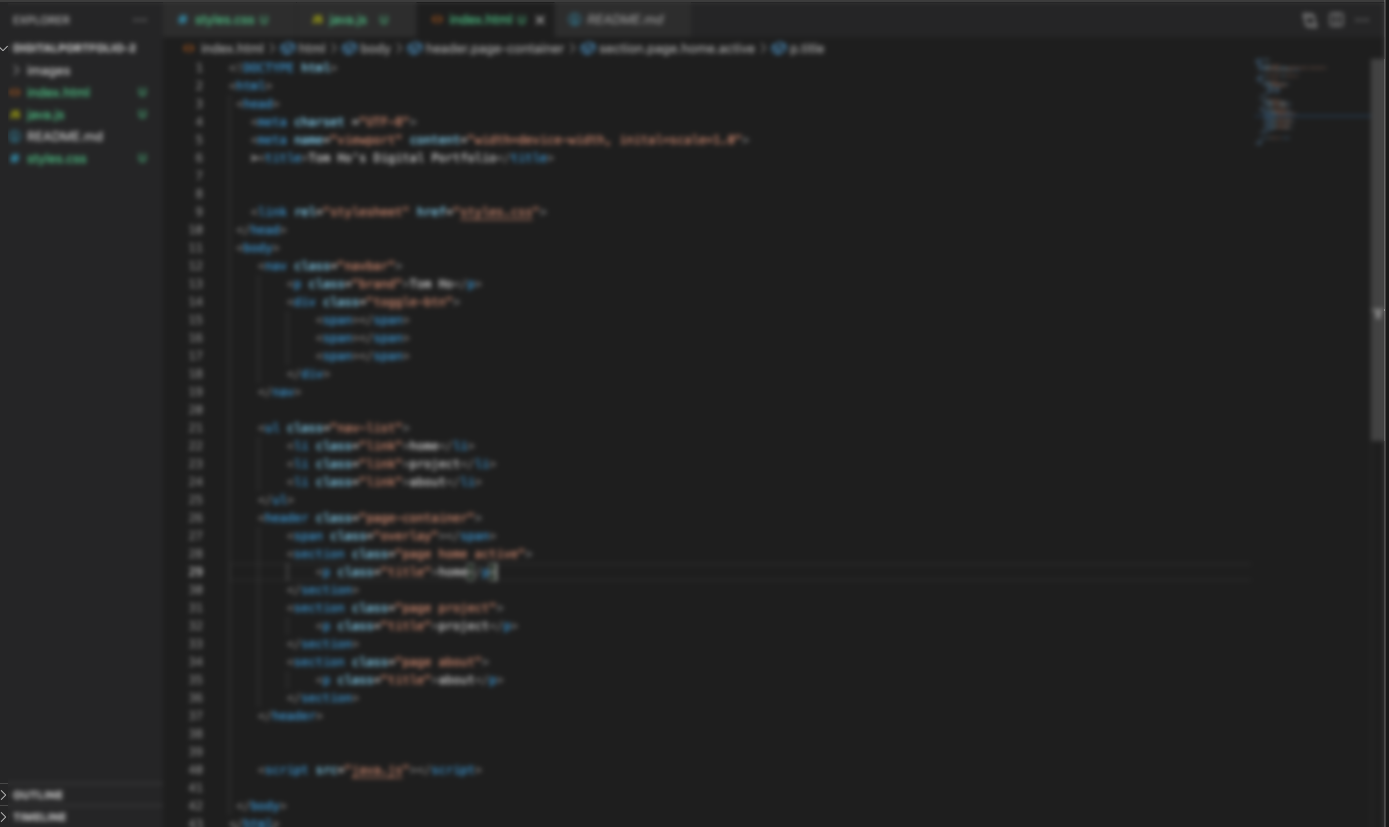 EXPLORER
styles.css U
java.js U
index.html U
README.md
DIGITALPORTFOLIO-2
images
index.html U
java.js U
README.md
styles.css U
index.html > html > body > header.page-container > section.page.home.active > p.title
1 <!DOCTYPE html>
2 <html>
3 <head>
4 <meta charset ="UTF-8">
5 <meta name="viewport" content="width=device-width, inital=scale=1.0">
6 <title>Tom Ho's Digital Portfolio</title>
7
8
9 <link rel="stylesheet" href="styles.css">
10 </head>
11 <body>
12 <nav class="navbar">
13 <p class="brand">Tom Ho</p>
14 <div class="toggle-btn">
15 <span></span>
16 <span></span>
17 <span></span>
18 </div>
19 </nav>
20
21 <ul class="nav-list">
22 <li class="link">home</li>
23 <li class="link">project</li>
24 <li class="link">about</li>
25 </ul>
26 <header class="page-container">
27 <span class="overlay"></span>
28 <section class="page home active">
29 <p class="title">home</p>
30 </section>
31 <section class="page project">
32 <p class="title">project</p>
33 </section>
34 <section class="page about">
35 <p class="title">about</p>
36 </section>
37 </header>
38
39
40 <script src="java.js"></script>
41
42 </body>
43 </html>
OUTLINE
TIMELINE